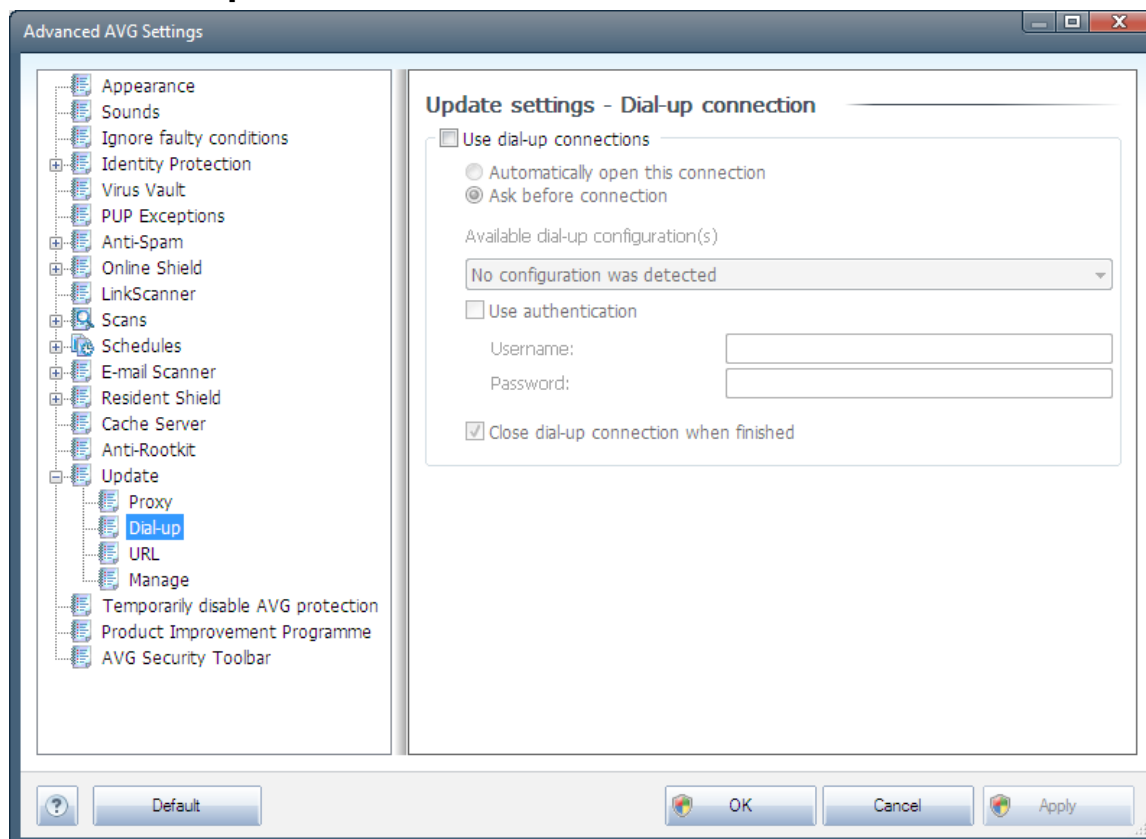 Advanced AVG Settings
X
Appearance
Sounds
Ignore faulty conditions
Identity Protection
Virus Vault
PUP Exceptions
Anti-Spam
Online Shield
LinkScanner
Scans
Schedules
E-mail Scanner
Resident Shield
Cache Server
Anti-Rootkit
Update
Proxy
Dial-up
URL
Manage
Temporarily disable AVG protection
Product Improvement Programme
AVG Security Toolbar
Update settings - Dial-up connection
Use dial-up connections
Automatically open this connection
Ask before connection
Available dial-up configuration(s)
No configuration was detected
Use authentication
Username:
Password:
Close dial-up connection when finished
?
Default
OK
Cancel
Apply